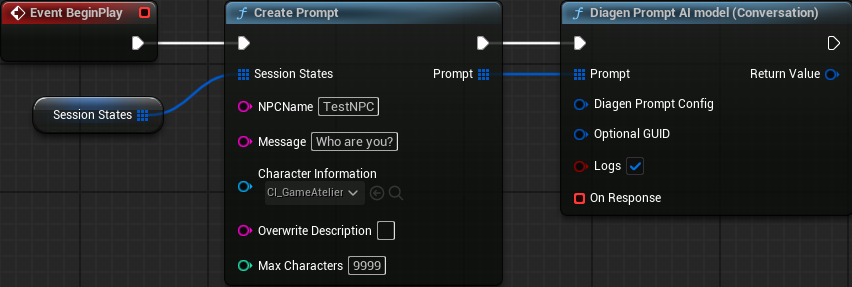 Event BeginPlay
Session States
Create Prompt
Session States
Prompt
NPCName TestNPC
Message Who are you?
Character Information
CI_GameAtelier
Overwrite Description
Max Characters 9999
Diagen Prompt AI model (Conversation)
Prompt
Return Value
Diagen Prompt Config
Optional GUID
Logs
On Response